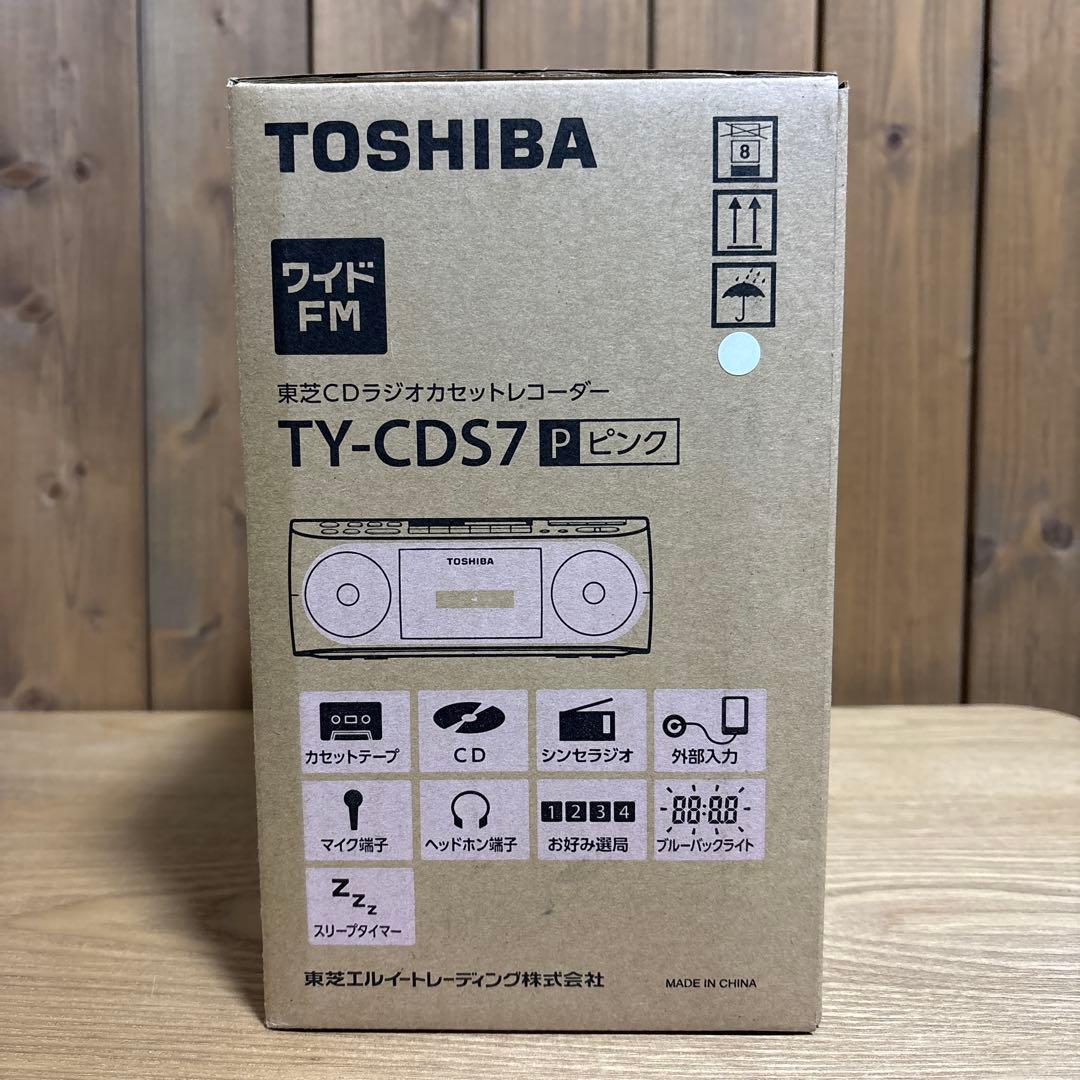 TOSHIBA
8
ワイド
FM
東芝CDラジオカセットレコーダー
TY-CDS7 P ピンク
TOSHIBA
カセットテープ
CD
シンセラジオ
外部入力
マイク端子
ヘッドホン端子
1 2 3 4
お好み選局
88:88
ブルーバックライト
Zzz
スリープタイマー
東芝エルイートレーディング株式会社
MADE IN CHINA